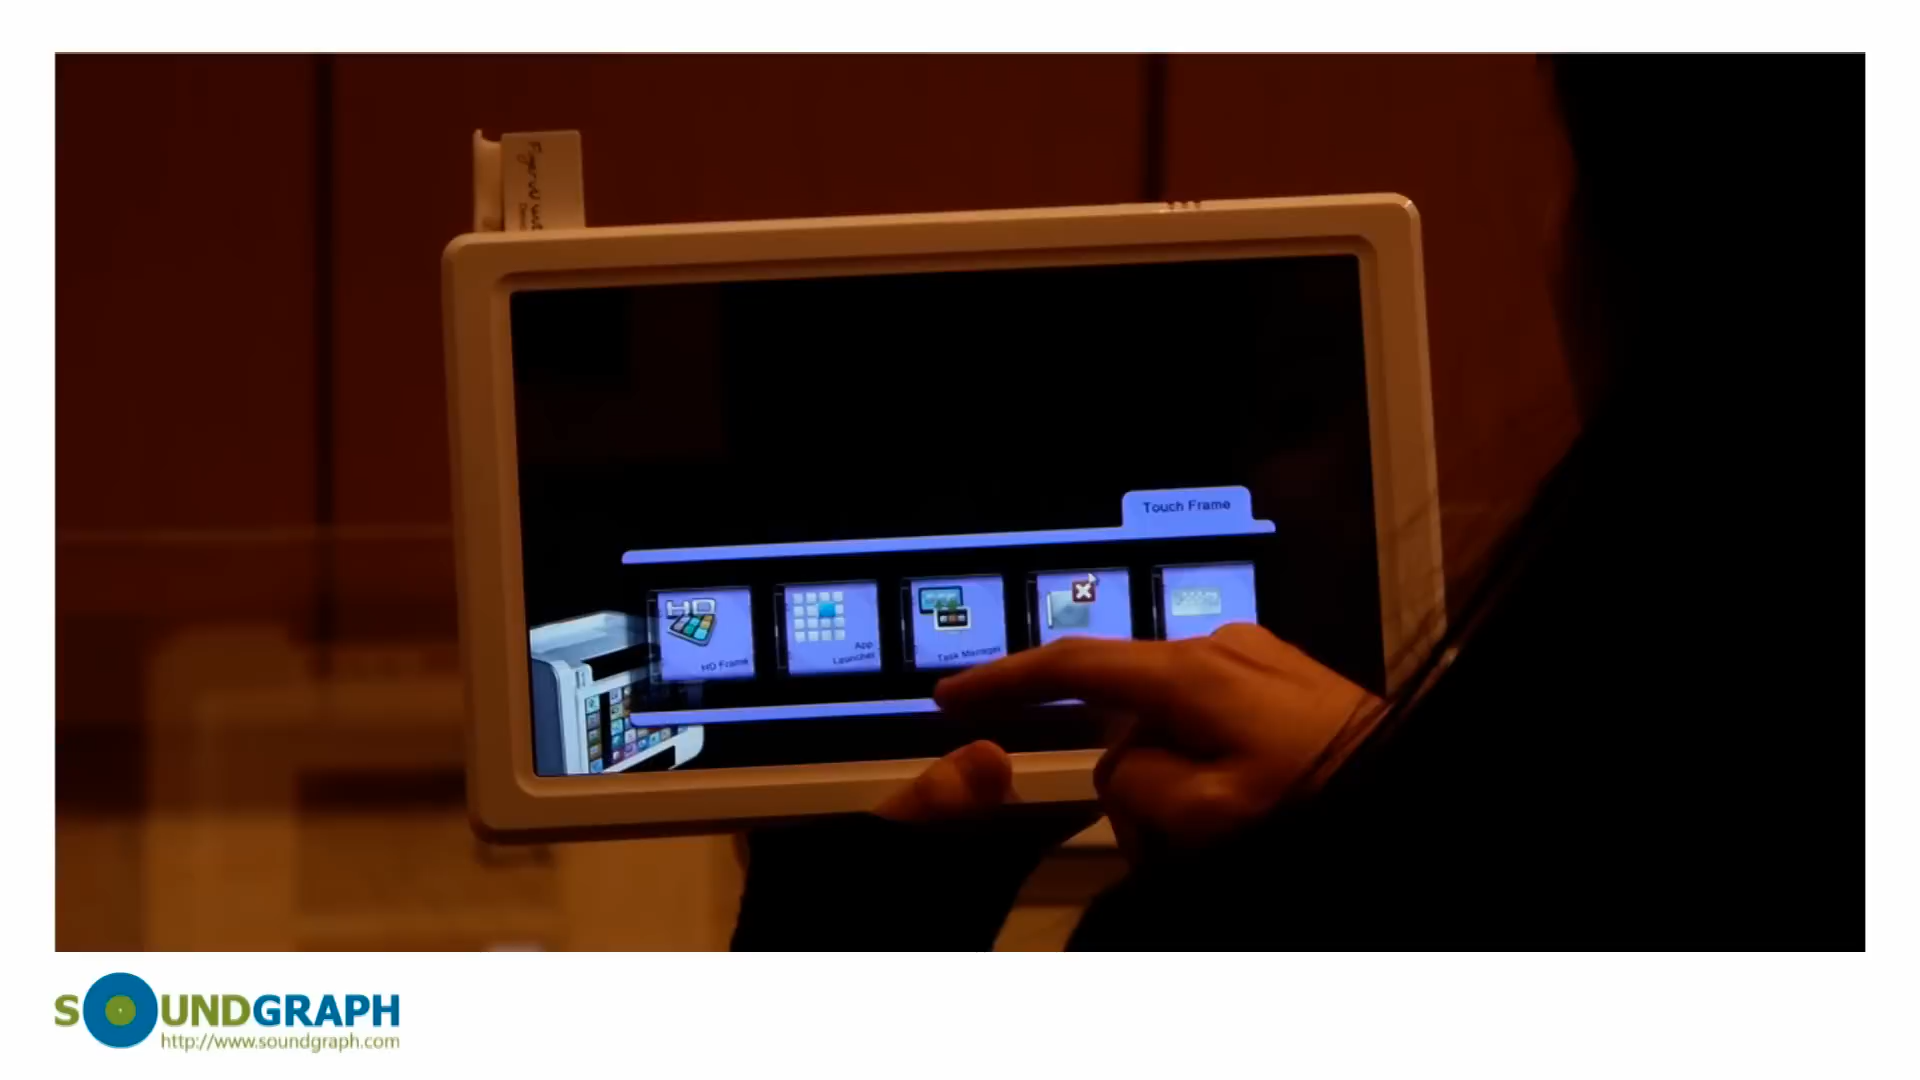 Touch Frame
HD
HD Frame
App
Launcher
Task Manager
SOUNDGRAPH
http://www.soundgraph.com